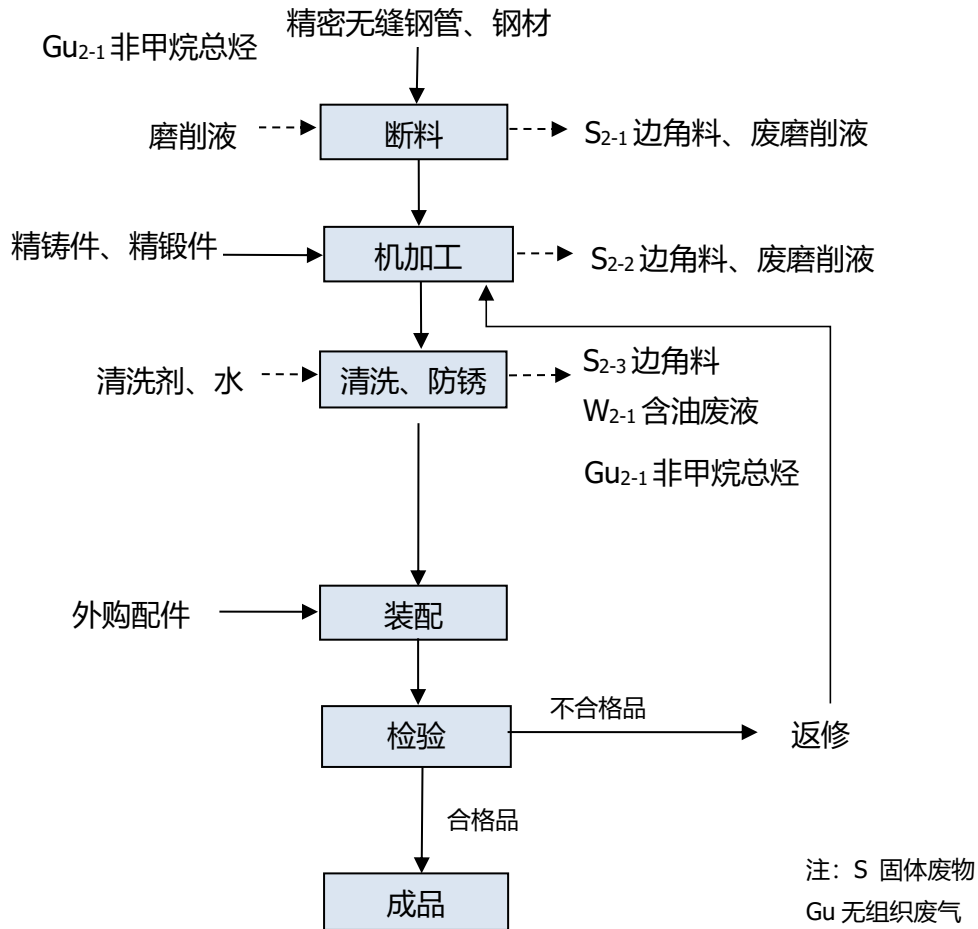 精密无缝钢管、钢材
Gu2-1 非甲烷总烃
磨削液
断料
S2-1 边角料、废磨削液
精铸件、精锻件
机加工
S2-2 边角料、废磨削液
清洗剂、水
清洗、防锈
S2-3 边角料
W2-1 含油废液
Gu2-1 非甲烷总烃
外购配件
装配
不合格品
检验
返修
合格品
成品
注：S 固体废物
Gu 无组织废气